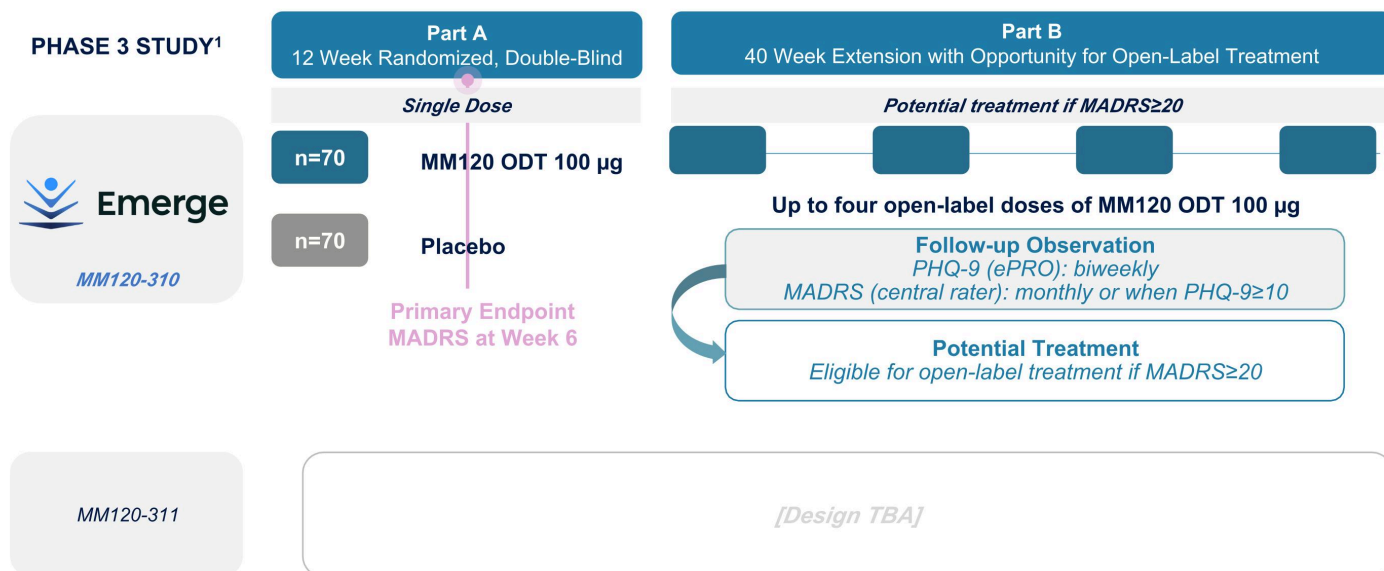 PHASE 3 STUDY¹
Part A
12 Week Randomized, Double-Blind
Part B
40 Week Extension with Opportunity for Open-Label Treatment
Single Dose
Potential treatment if MADRS≥20
Emerge
MM120-310
n=70
MM120 ODT 100 µg
n=70
Placebo
Primary Endpoint
MADRS at Week 6
Up to four open-label doses of MM120 ODT 100 µg
Follow-up Observation
PHQ-9 (ePRO): biweekly
MADRS (central rater): monthly or when PHQ-9≥10
Potential Treatment
Eligible for open-label treatment if MADRS≥20
MM120-311
[Design TBA]